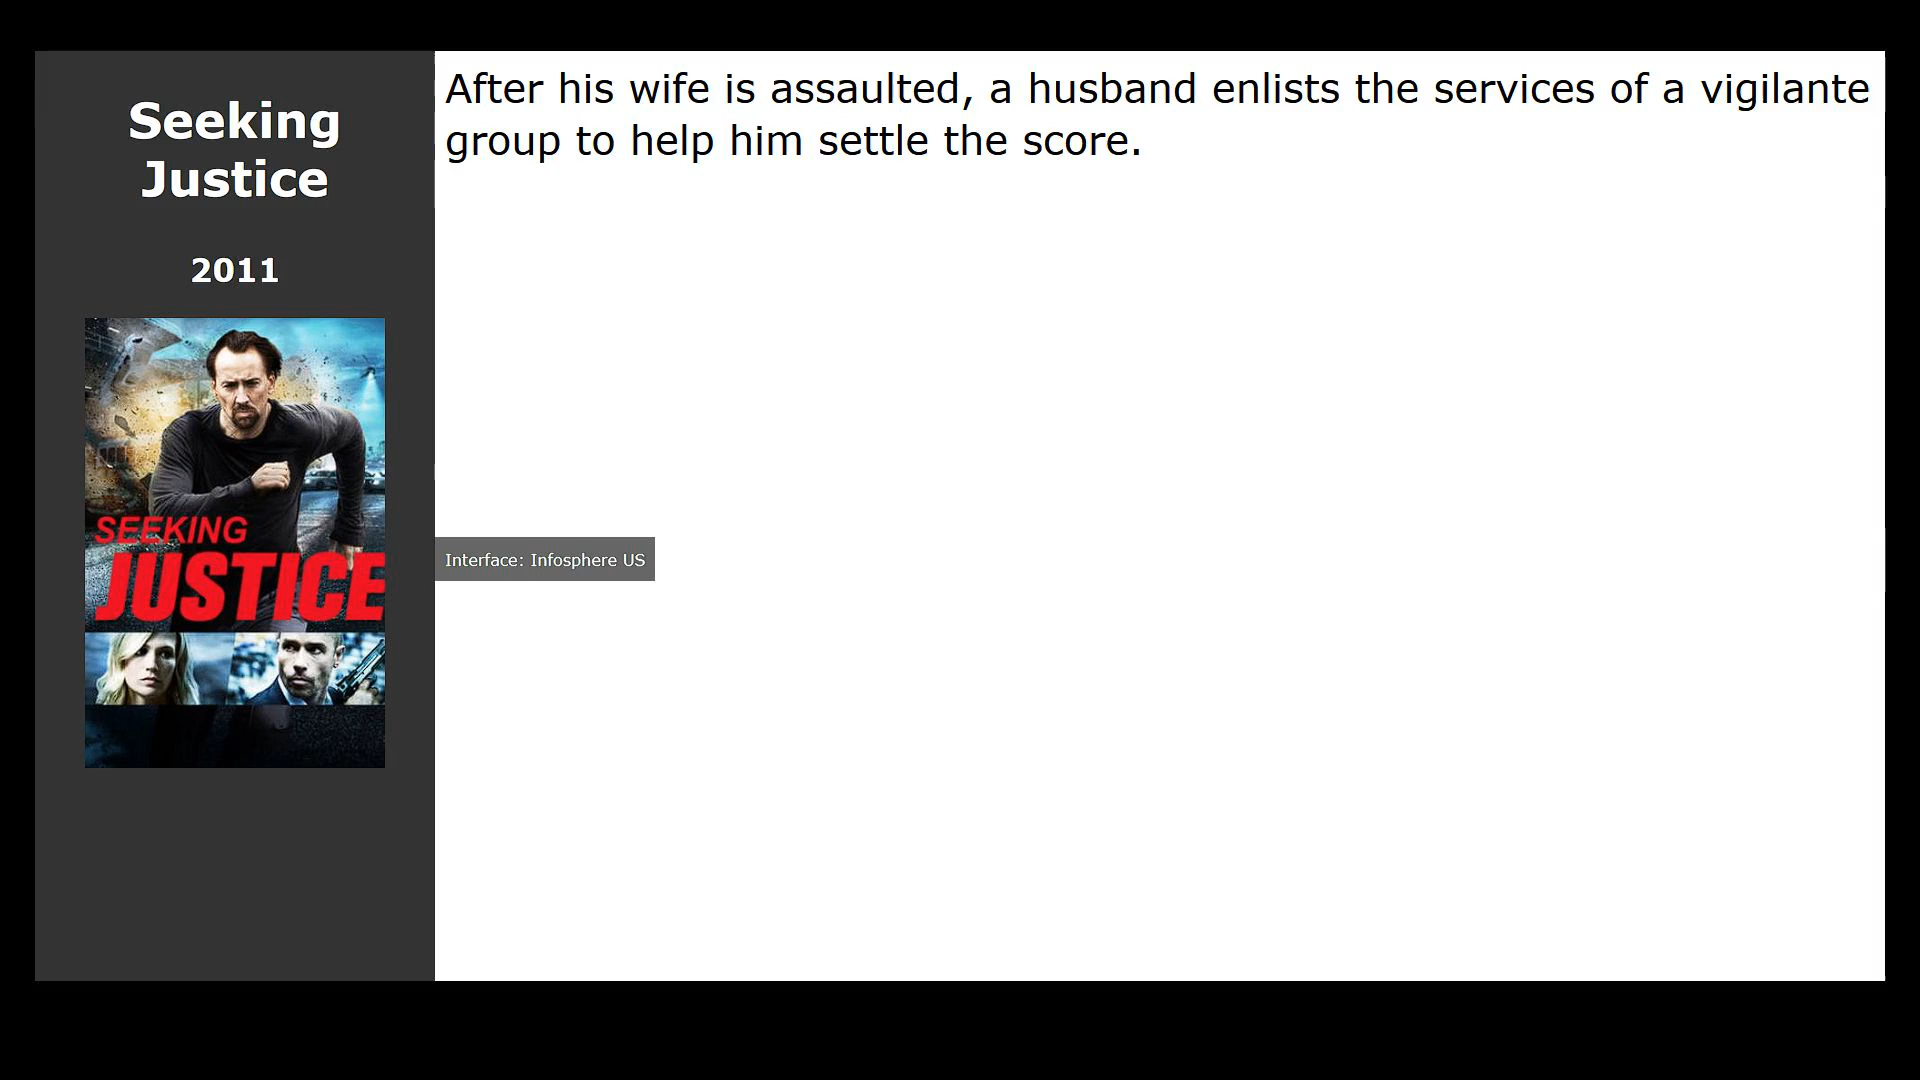 Seeking
Justice
2011
SEEKING
JUSTICE
After his wife is assaulted, a husband enlists the services of a vigilante
group to help him settle the score.
Interface: Infosphere US